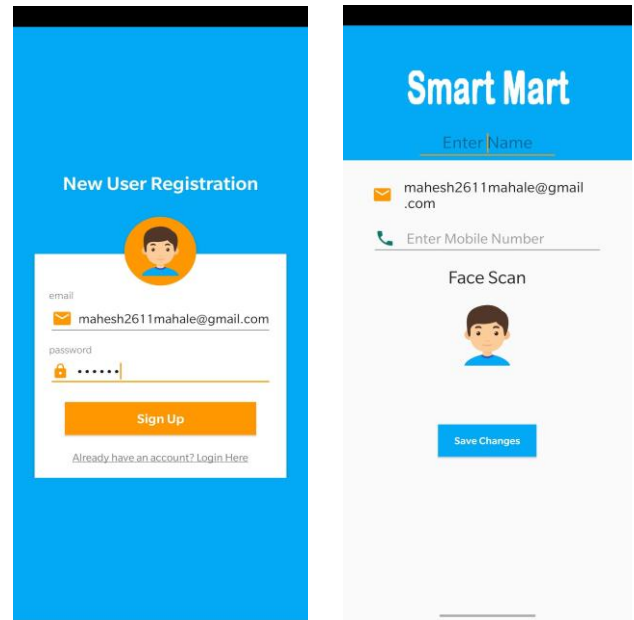 New User Registration
email
mahesh2611mahale@gmail.com
password
••••••
Sign Up
Already have an account? Login Here
Smart Mart
Enter Name
mahesh2611mahale@gmail
.com
Enter Mobile Number
Face Scan
Save Changes